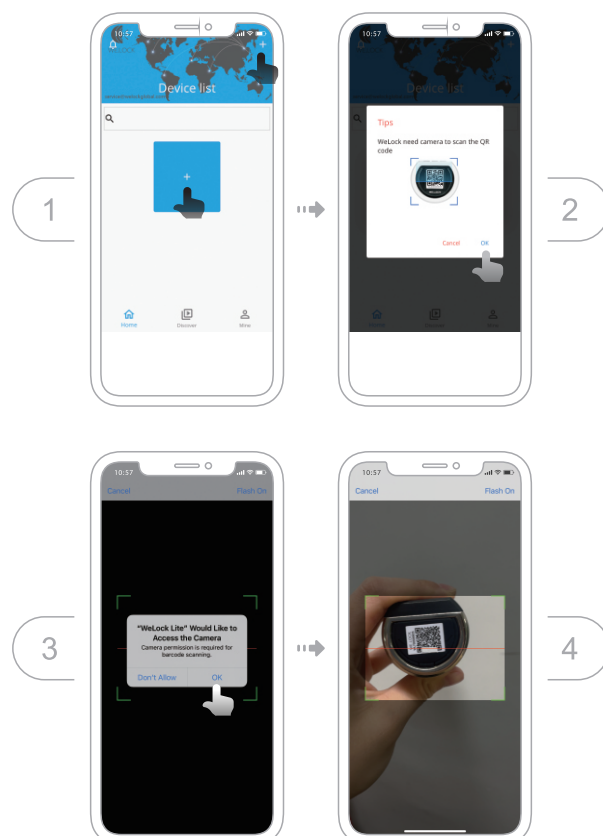 10:57
Device list
Home
Discover
Mine
1
10:57
Tips
WeLock need camera to scan the QR
code
Cancel
OK
2
10:57
Cancel
Flash On
"WeLock Lite" Would Like to
Access the Camera
Camera permission is required for
barcode scanning.
Don't Allow
OK
3
10:57
Cancel
Flash On
4